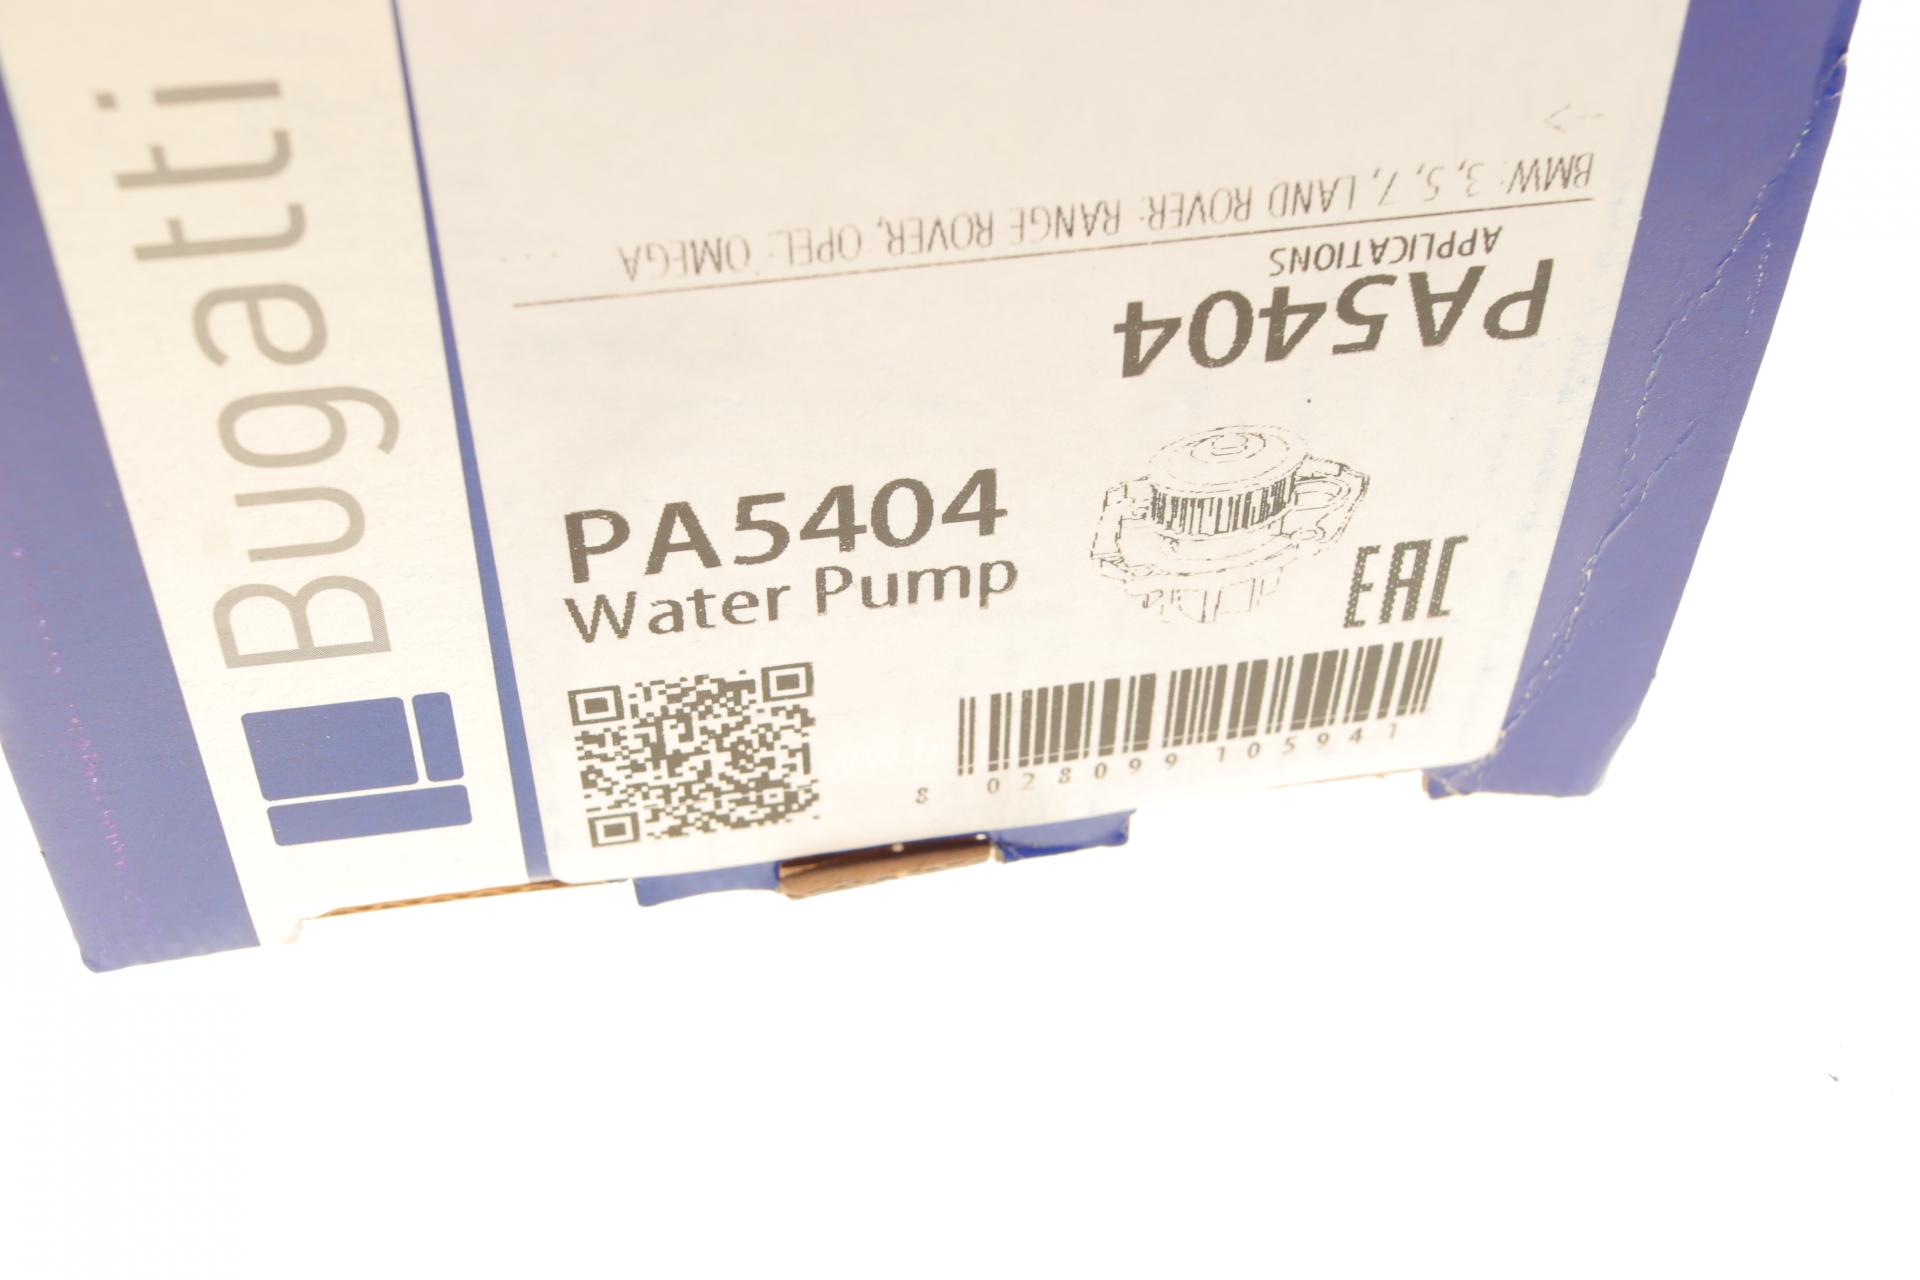 Bugatti
BMW: 3, 5, 7, LAND ROVER: RANGE ROVER, OPEL: OMEGA
APPLICATIONS
PA5404
PA5404
Water Pump
EAC
8 028099 105941